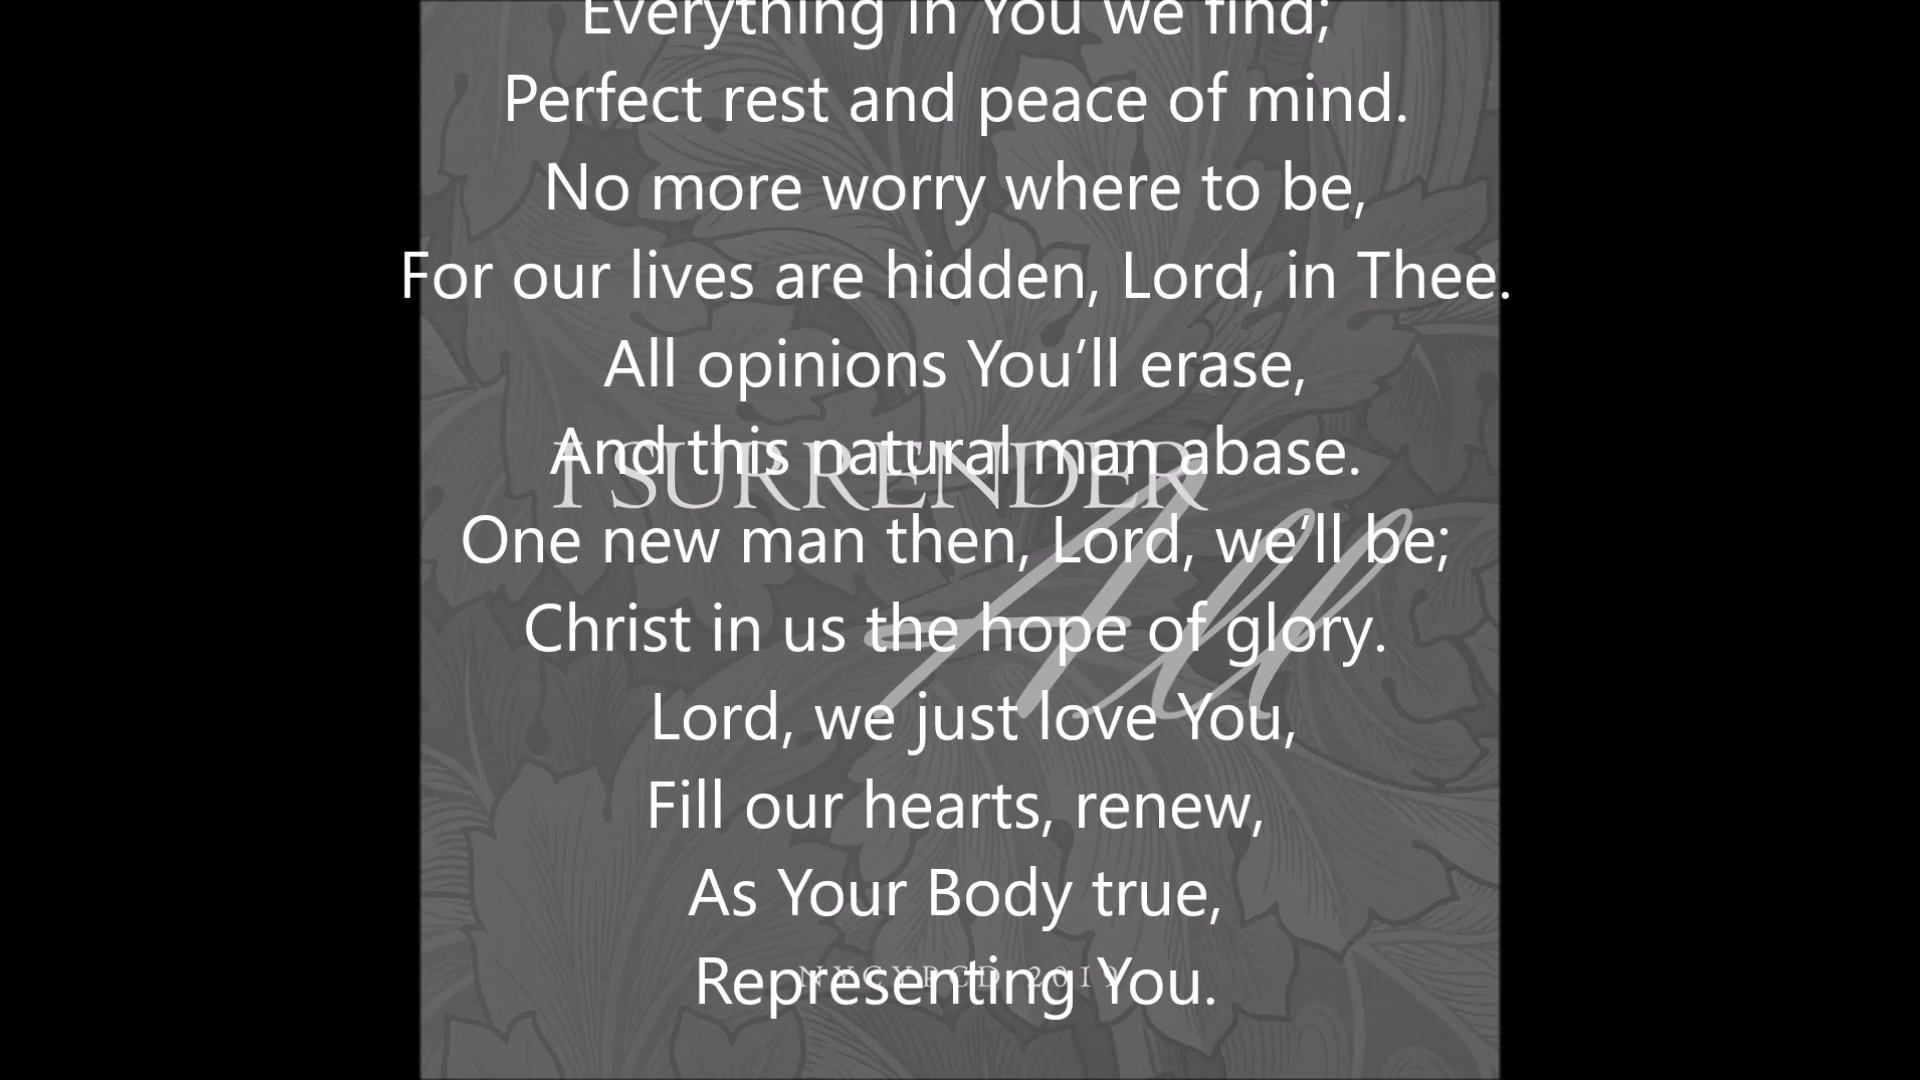 Everything in You we find;
Perfect rest and peace of mind.
No more worry where to be,
For our lives are hidden, Lord, in Thee.
All opinions You’ll erase,
And this natural man abase.
I SURRENDER
All
One new man then, Lord, we’ll be;
Christ in us the hope of glory.
Lord, we just love You,
Fill our hearts, renew,
As Your Body true,
Representing You.
NYCYPCD 2019